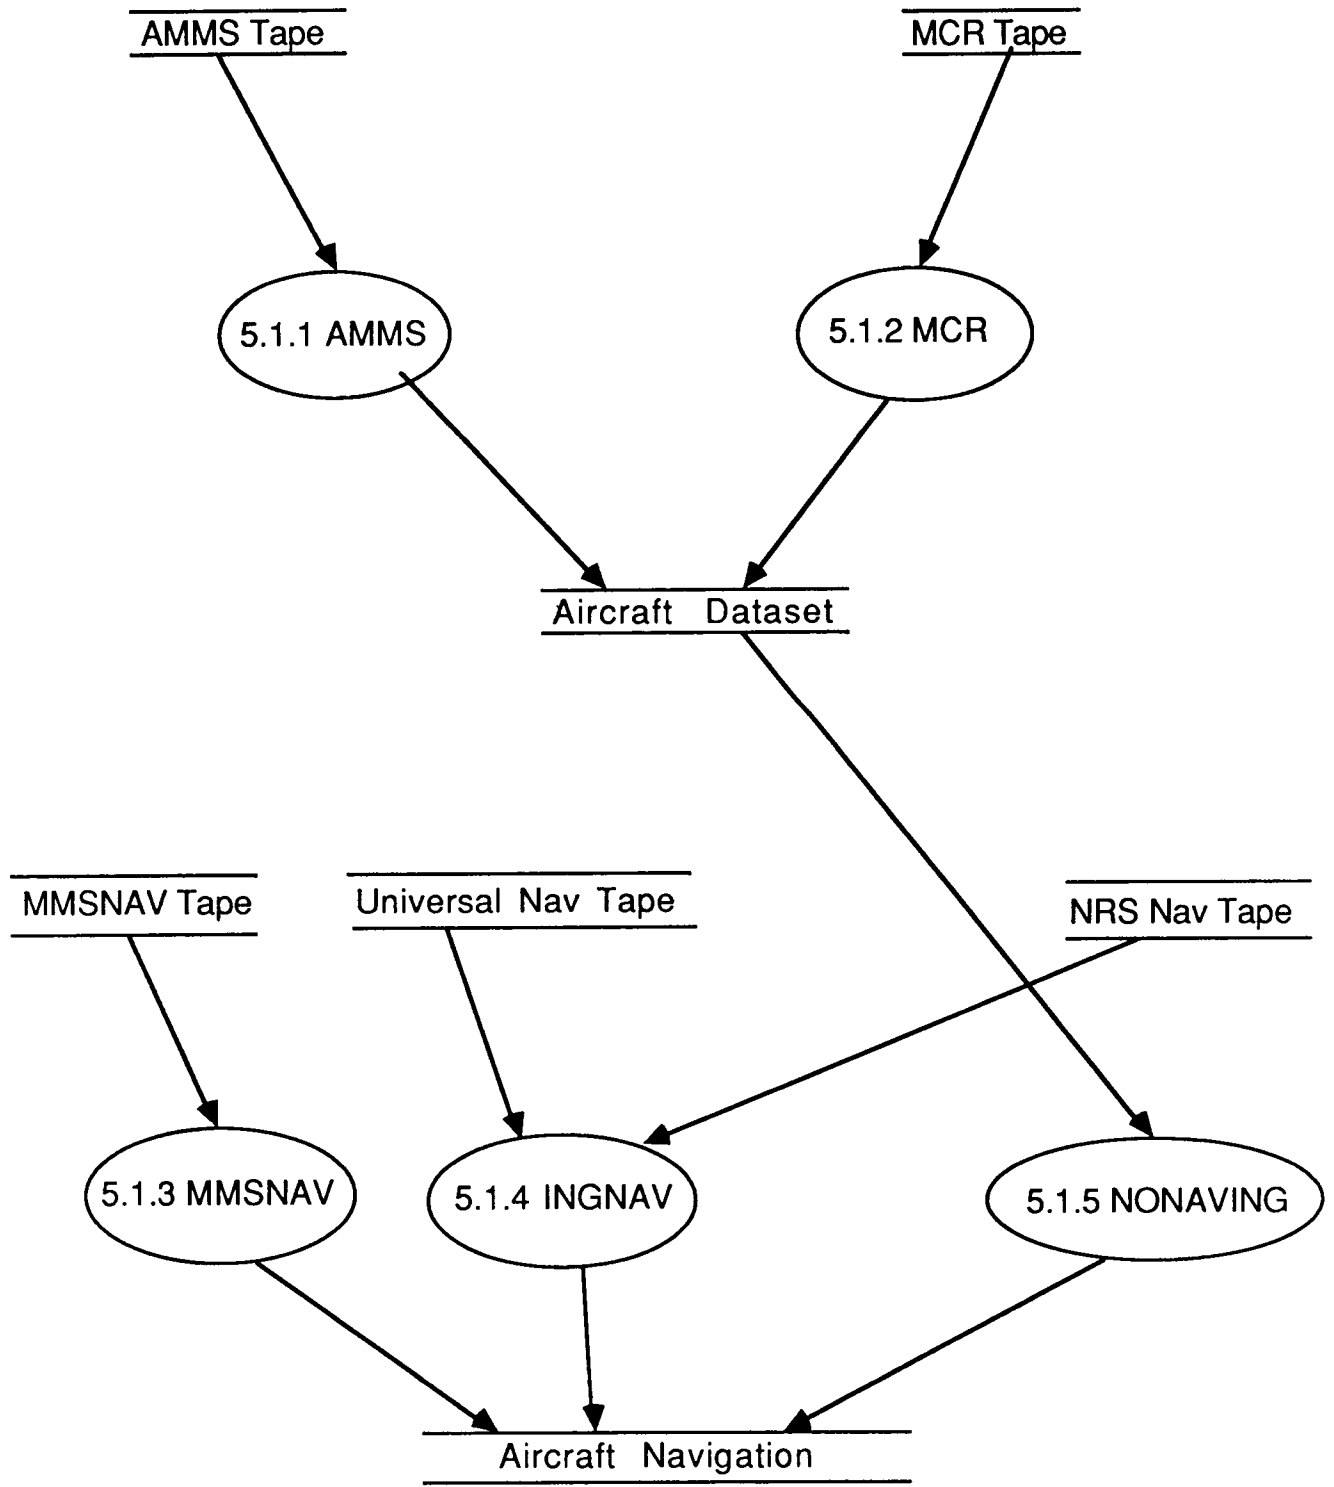 AMMS Tape
MCR Tape
5.1.1 AMMS
5.1.2 MCR
Aircraft Dataset
MMSNAV Tape
Universal Nav Tape
NRS Nav Tape
5.1.3 MMSNAV
5.1.4 INGNAV
5.1.5 NONAVING
Aircraft Navigation